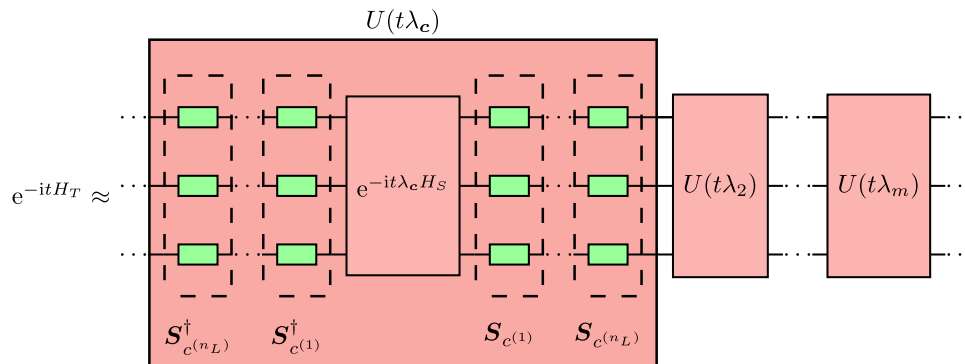 U(tλ_c)
e^{−itH_T} ≈
e^{−itλ_c H_S}
U(tλ_2)
U(tλ_m)
S†_{c^{(n_L)}} S†_{c^{(1)}} S_{c^{(1)}} S_{c^{(n_L)}}